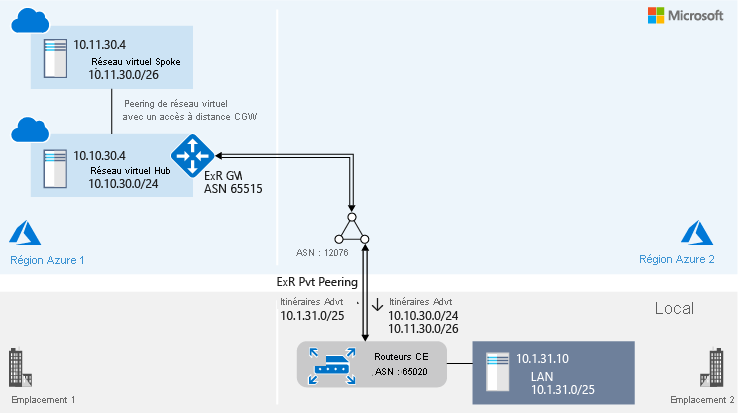 Microsoft
10.11.30.4
Réseau virtuel Spoke
10.11.30.0/26
Peering de réseau virtuel
avec un accès à distance CGW
10.10.30.4
Réseau virtuel Hub
10.10.30.0/24
ExR GW
ASN 65515
ASN : 12076
Région Azure 1
Région Azure 2
ExR Pvt Peering
Itinéraires Advt
10.1.31.0/25
Itinéraires Advt
10.10.30.0/24
10.11.30.0/26
Local
Routeurs CE
ASN : 65020
10.1.31.10
LAN
10.1.31.0/25
Emplacement 1
Emplacement 2